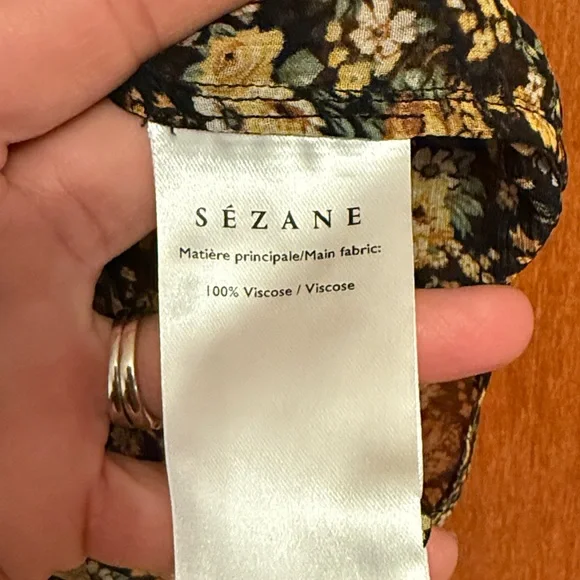 SÉZANE
Matière principale/Main fabric:
100% Viscose / Viscose